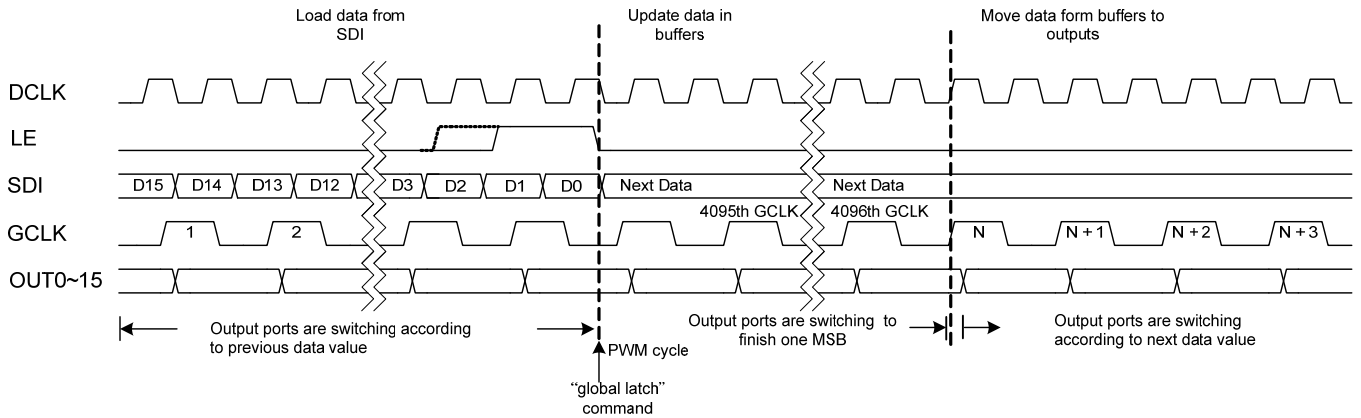 Load data from
SDI
Update data in
buffers
Move data form buffers to
outputs
DCLK
LE
SDI D15 D14 D13 D12 D3 D2 D1 D0 Next Data Next Data
4095th GCLK 4096th GCLK
GCLK 1 2 N N + 1 N + 2 N + 3
OUT0~15
Output ports are switching according
to previous data value
Output ports are switching to
finish one MSB
Output ports are switching
according to next data value
PWM cycle
“global latch”
command